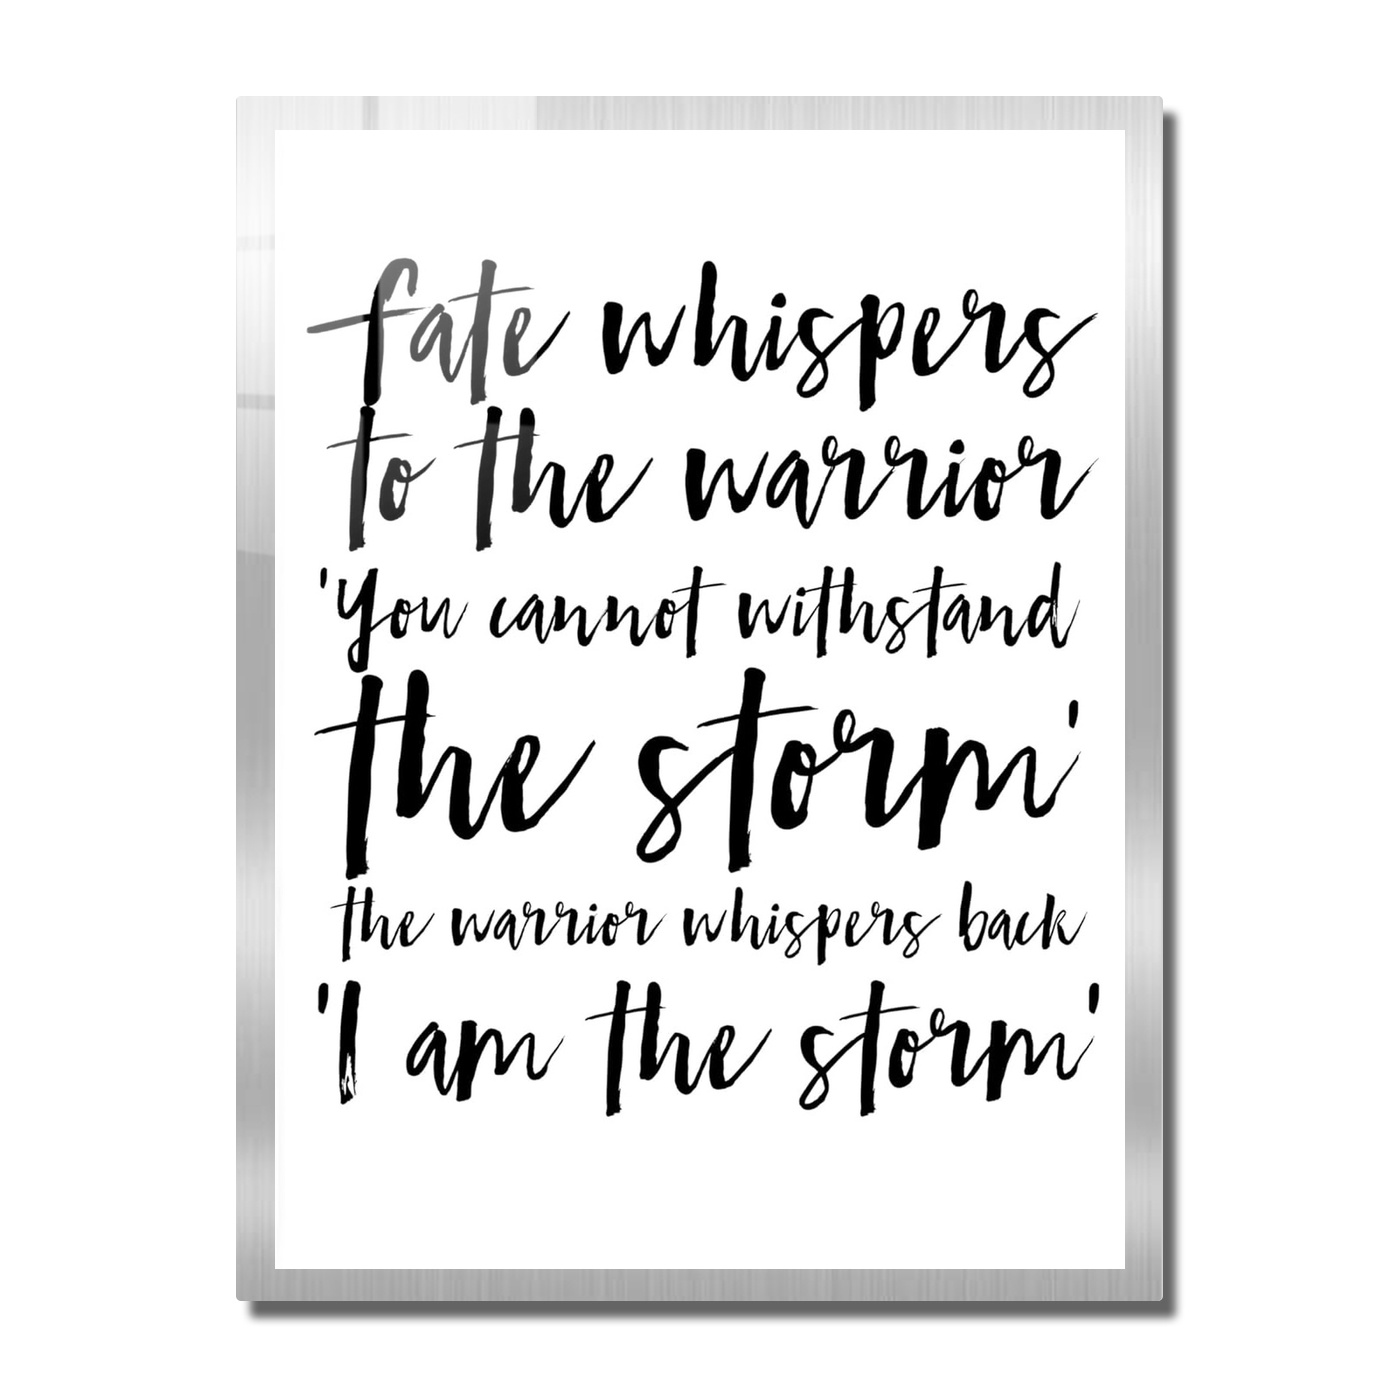 fate whispers
to the warrior
'You cannot withstand
the storm'
the warrior whispers back
'I am the storm'